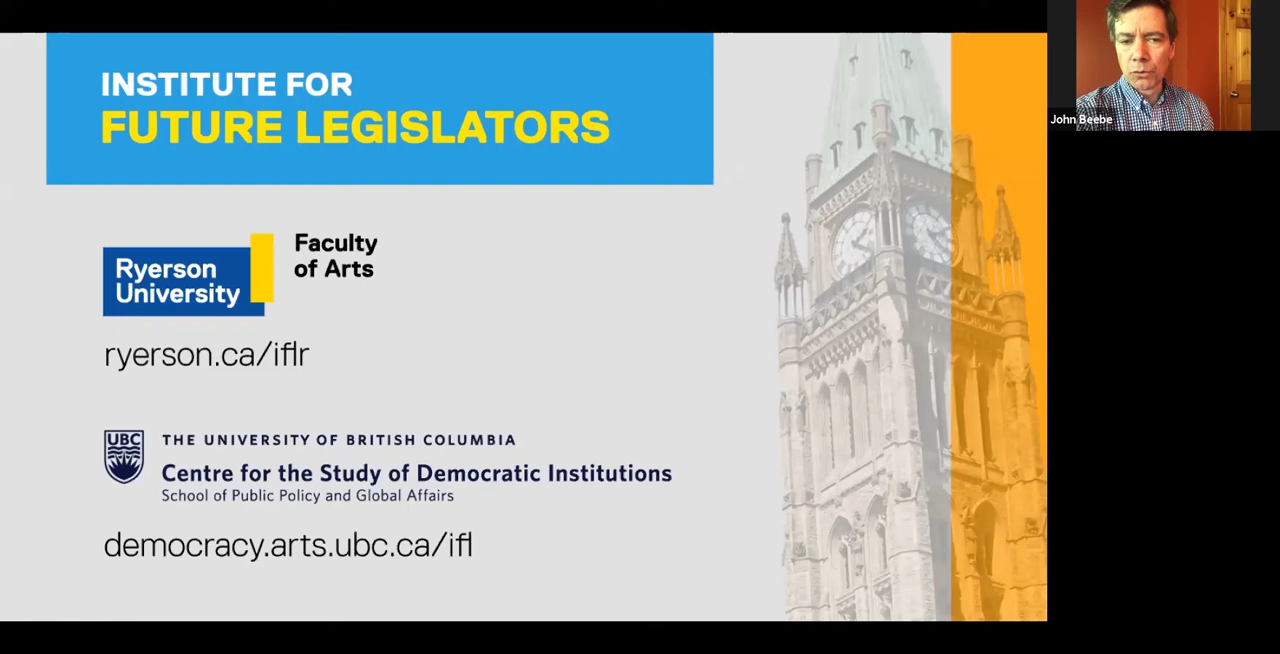 INSTITUTE FOR
FUTURE LEGISLATORS
Ryerson
University
Faculty
of Arts
ryerson.ca/iflr
UBC
THE UNIVERSITY OF BRITISH COLUMBIA
Centre for the Study of Democratic Institutions
School of Public Policy and Global Affairs
democracy.arts.ubc.ca/ifl
John Beebe